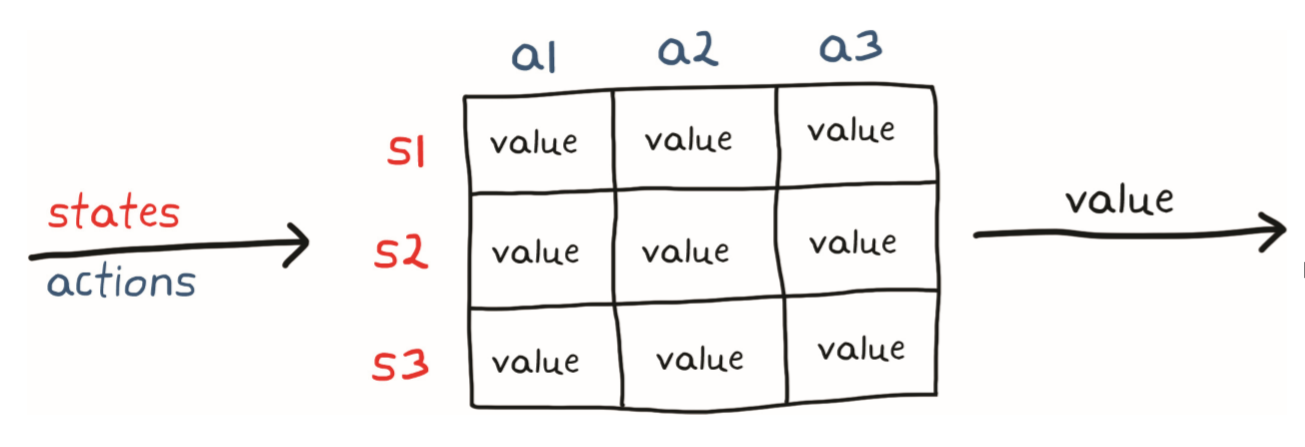 a1 a2 a3
s1 value value value
states
actions
s2 value value value
value
s3 value value value